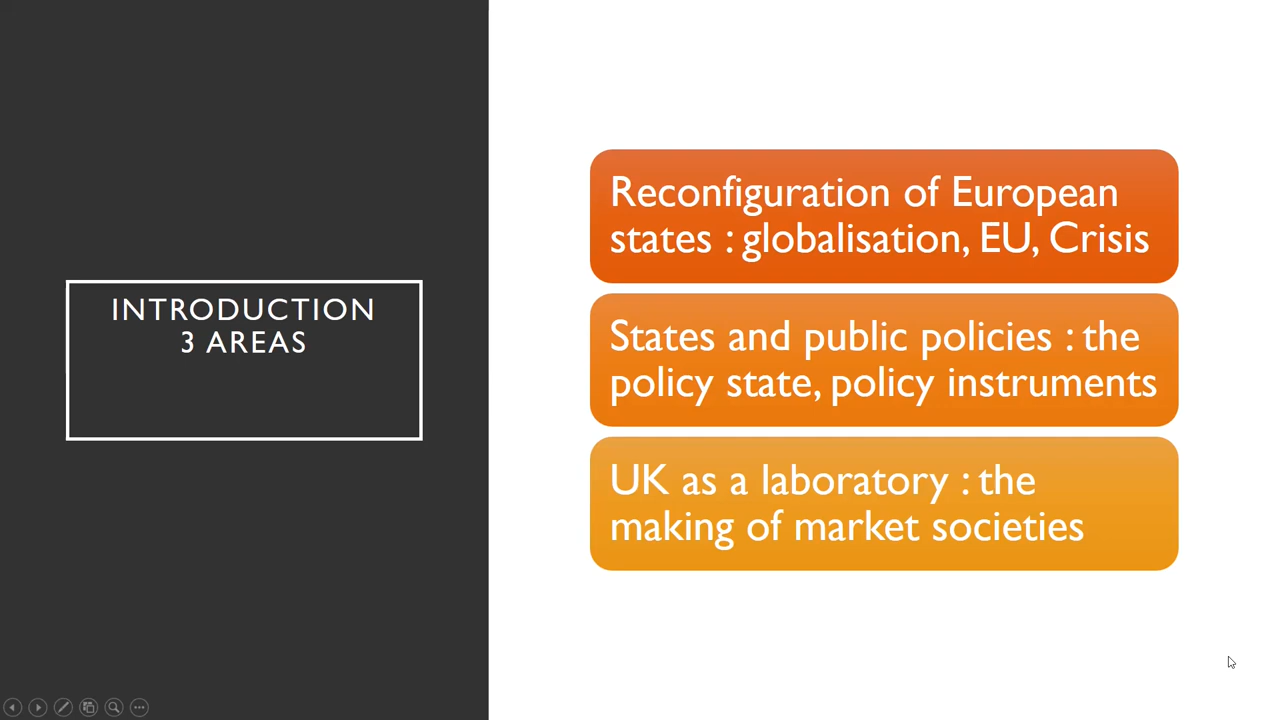 INTRODUCTION
3 AREAS
Reconfiguration of European
states : globalisation, EU, Crisis
States and public policies : the
policy state, policy instruments
UK as a laboratory : the
making of market societies